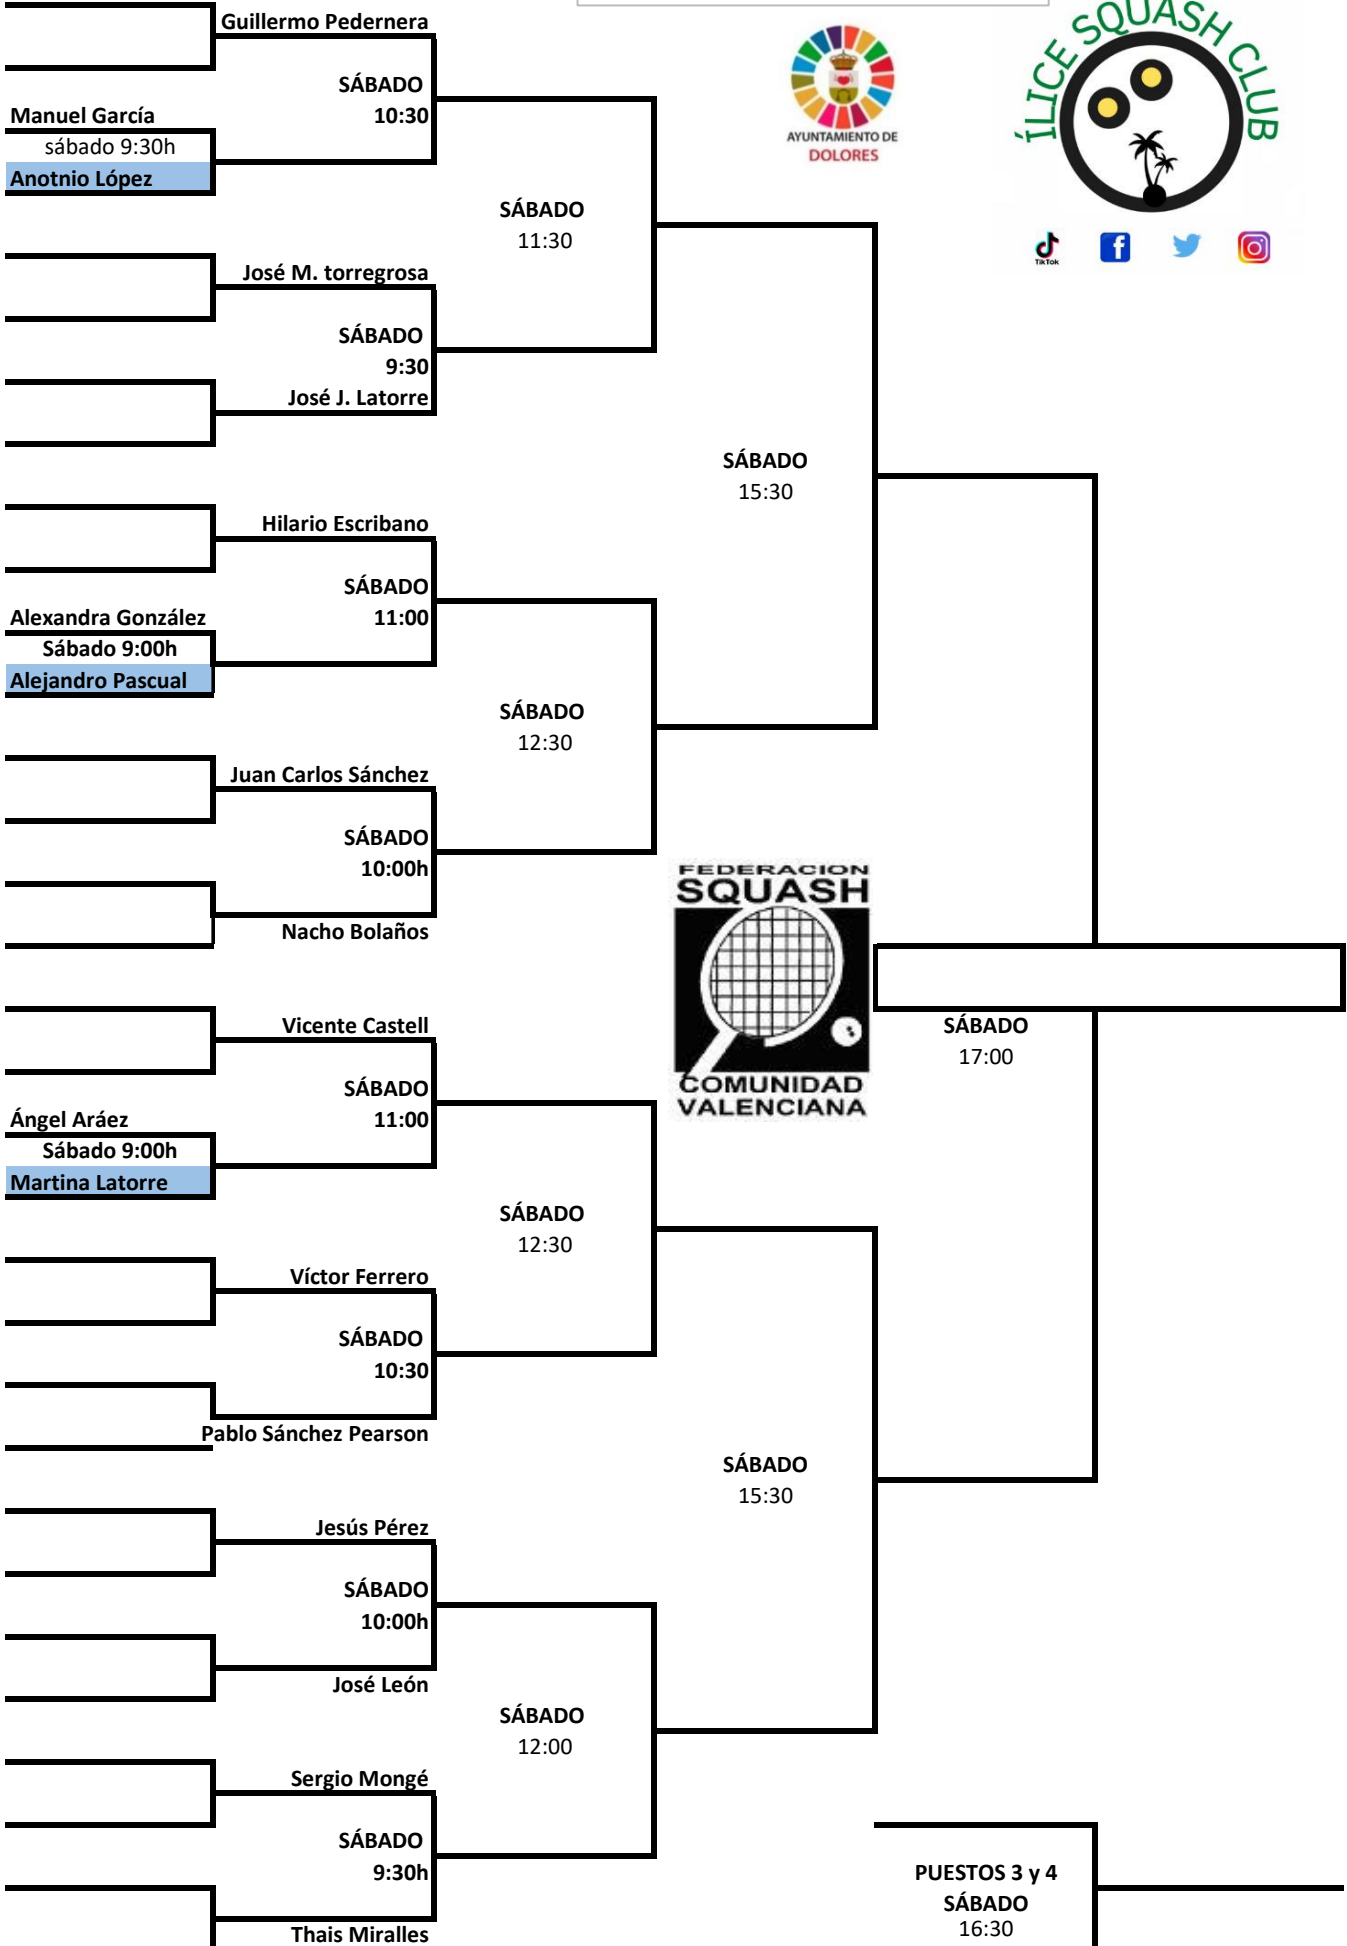 Guillermo Pedernera
SÁBADO
10:30
Manuel García
sábado 9:30h
Anotnio López
SÁBADO
11:30
José M. torregrosa
SÁBADO
9:30
José J. Latorre
SÁBADO
15:30
Hilario Escribano
SÁBADO
11:00
Alexandra González
Sábado 9:00h
Alejandro Pascual
SÁBADO
12:30
Juan Carlos Sánchez
SÁBADO
10:00h
Nacho Bolaños
AYUNTAMIENTO DE
DOLORES
ÍLICE SQUASH CLUB
TikTok
FEDERACION
SQUASH
COMUNIDAD
VALENCIANA
SÁBADO
17:00
Vicente Castell
SÁBADO
11:00
Ángel Aráez
Sábado 9:00h
Martina Latorre
SÁBADO
12:30
Víctor Ferrero
SÁBADO
10:30
Pablo Sánchez Pearson
SÁBADO
15:30
Jesús Pérez
SÁBADO
10:00h
José León
SÁBADO
12:00
Sergio Mongé
SÁBADO
9:30h
Thais Miralles
PUESTOS 3 y 4
SÁBADO
16:30